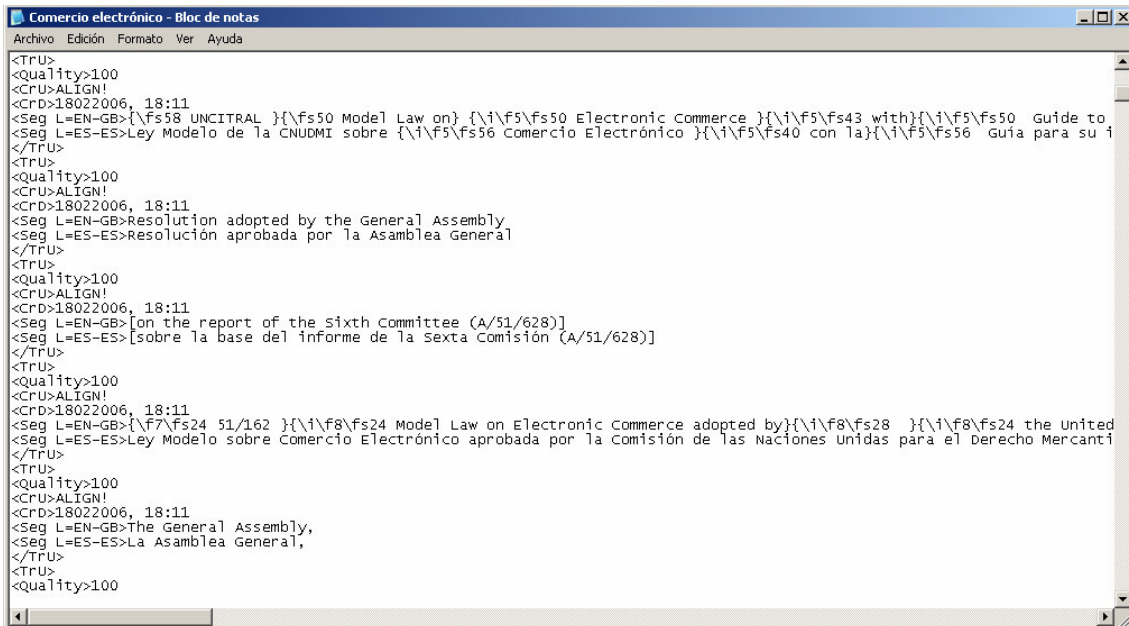 Comercio electrónico - Bloc de notas
Archivo Edición Formato Ver Ayuda
<TrU>
<Quality>100
<CrU>ALIGN!
<CrD>18022006, 18:11
<Seg L=EN-GB>{\fs58 UNCITRAL }{\fs50 Model Law on} {\i\f5\fs50 Electronic Commerce }{\i\f5\fs43 with}{\i\f5\fs50  Guide to
<Seg L=ES-ES>Ley Modelo de la CNUDMI sobre {\i\f5\fs56 Comercio Electrónico }{\i\f5\fs40 con la}{\i\f5\fs56  Guía para su i
</TrU>
<TrU>
<Quality>100
<CrU>ALIGN!
<CrD>18022006, 18:11
<Seg L=EN-GB>Resolution adopted by the General Assembly
<Seg L=ES-ES>Resolución aprobada por la Asamblea General
</TrU>
<TrU>
<Quality>100
<CrU>ALIGN!
<CrD>18022006, 18:11
<Seg L=EN-GB>[on the report of the Sixth Committee (A/51/628)]
<Seg L=ES-ES>[sobre la base del informe de la Sexta Comisión (A/51/628)]
</TrU>
<TrU>
<Quality>100
<CrU>ALIGN!
<CrD>18022006, 18:11
<Seg L=EN-GB>{\f7\fs24 51/162 }{\i\f8\fs24 Model Law on Electronic Commerce adopted by}{\i\f8\fs28  }{\i\f8\fs24 the United
<Seg L=ES-ES>Ley Modelo sobre Comercio Electrónico aprobada por la Comisión de las Naciones Unidas para el Derecho Mercanti
</TrU>
<TrU>
<Quality>100
<CrU>ALIGN!
<CrD>18022006, 18:11
<Seg L=EN-GB>The General Assembly,
<Seg L=ES-ES>La Asamblea General,
</TrU>
<TrU>
<Quality>100